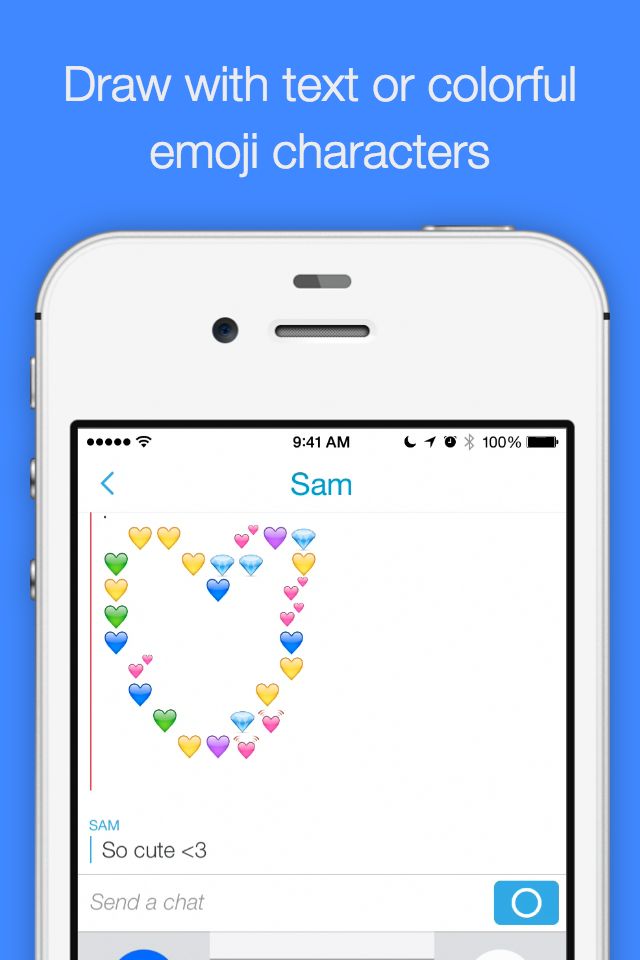 Draw with text or colorful
emoji characters
9:41 AM 100%
Sam
SAM
So cute <3
Send a chat